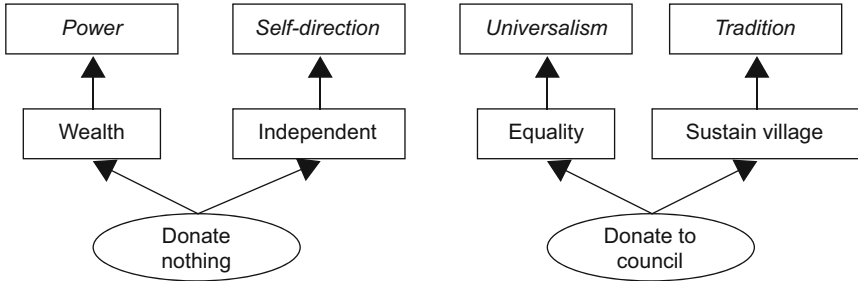 Power
Self-direction
Universalism
Tradition
Wealth
Independent
Equality
Sustain village
Donate
nothing
Donate to
council